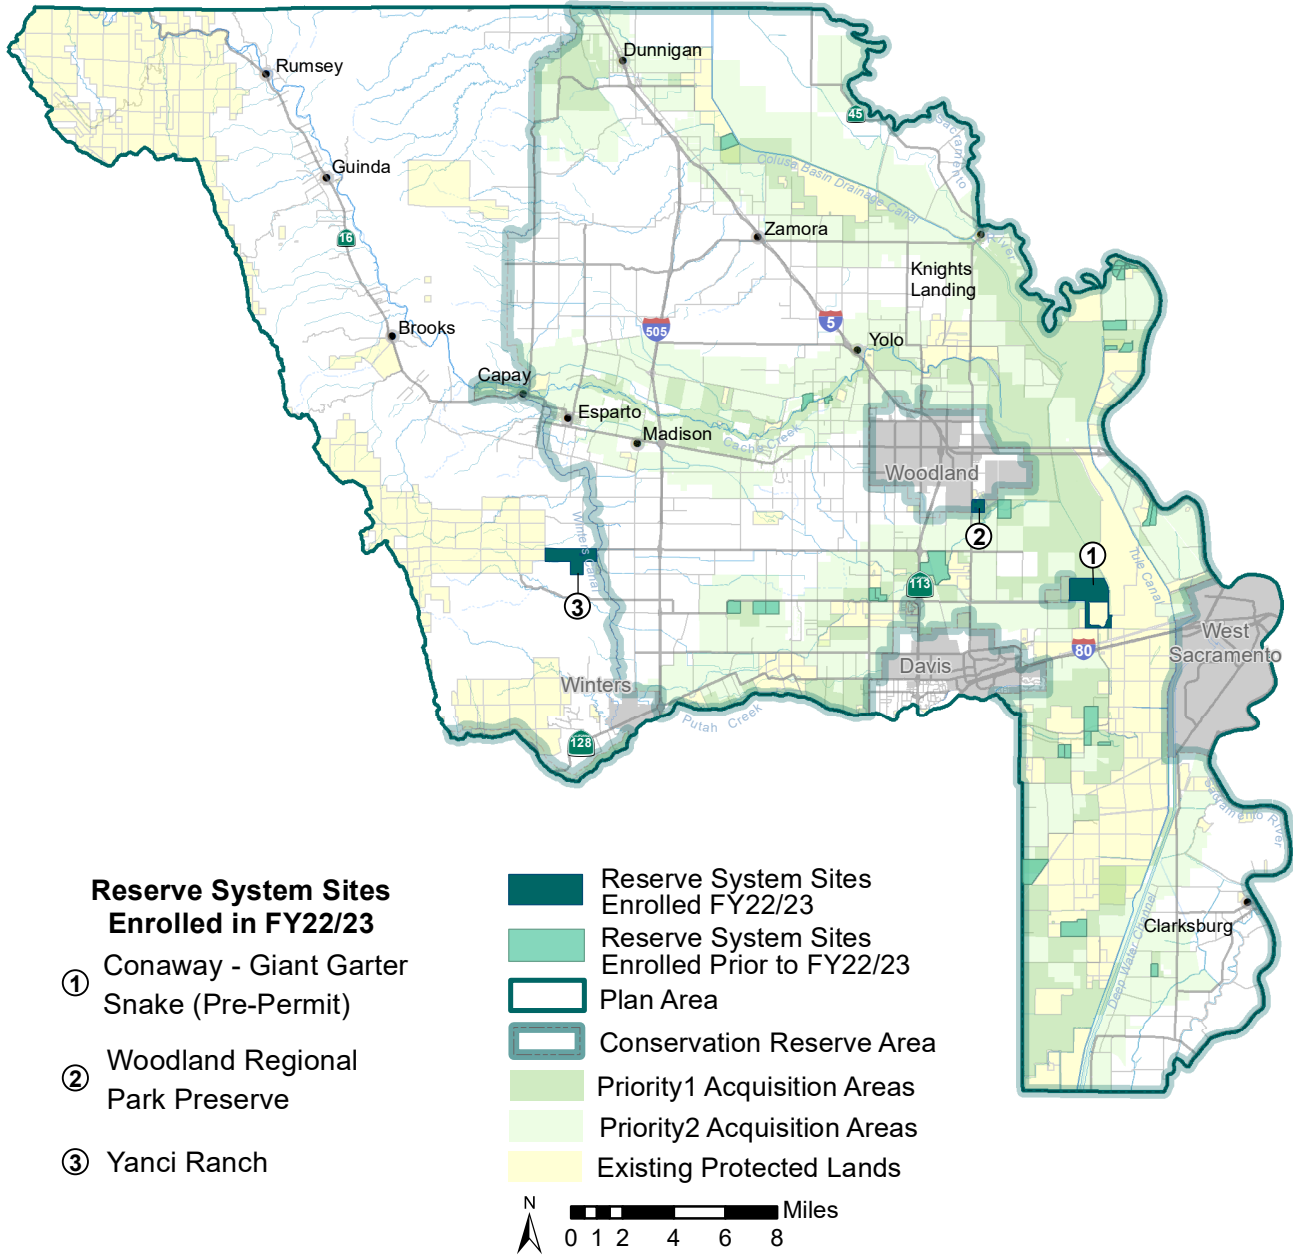 Dunnigan
Rumsey
45
Sacramento
River
Colusa Basin Drainage Canal
Guinda
16
Zamora
Knights
Landing
505
5
Brooks
Yolo
Capay
Esparto
Madison
Cache Creek
Woodland
2
Winters Canal
1
Tule Canal
3
113
West
Sacramento
80
Davis
Winters
Putah Creek
128
Sacramento River
Deep Water Channel
Clarksburg
Reserve System Sites
Enrolled in FY22/23
1 Conaway - Giant Garter
Snake (Pre-Permit)
2 Woodland Regional
Park Preserve
3 Yanci Ranch
Reserve System Sites
Enrolled FY22/23
Reserve System Sites
Enrolled Prior to FY22/23
Plan Area
Conservation Reserve Area
Priority1 Acquisition Areas
Priority2 Acquisition Areas
Existing Protected Lands
N
Miles
0 1 2 4 6 8